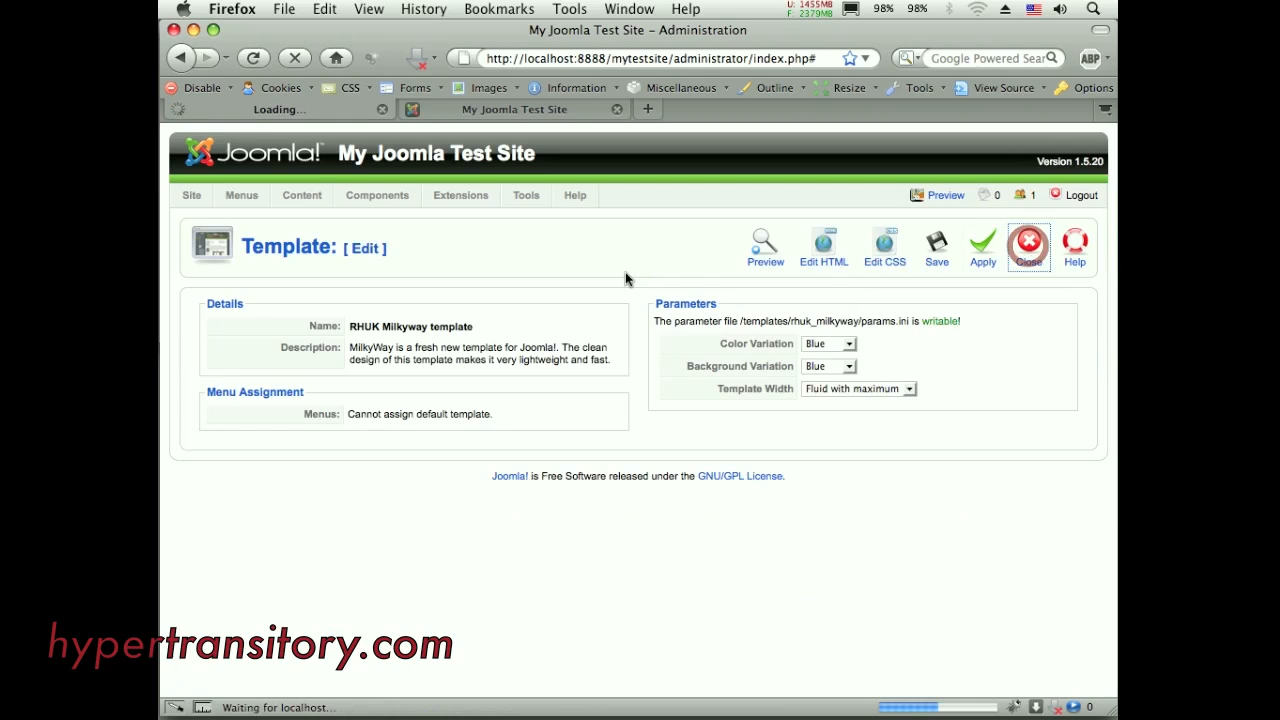 Firefox File Edit View History Bookmarks Tools Window Help U: 1455MB F: 2379MB 98% 98%
My Joomla Test Site – Administration
http://localhost:8888/mytestsite/administrator/index.php# Google Powered Sear ABP
Disable Cookies CSS Forms Images Information Miscellaneous Outline Resize Tools View Source Options
Loading... My Joomla Test Site
Joomla! My Joomla Test Site
Version 1.5.20
Site Menus Content Components Extensions Tools Help Preview 0 1 Logout
Template: [ Edit ]
Preview Edit HTML Edit CSS Save Apply Close Help
Details
Name: RHUK Milkyway template
Description: MilkyWay is a fresh new template for Joomla!. The clean
design of this template makes it very lightweight and fast.
Menu Assignment
Menus: Cannot assign default template.
Parameters
The parameter file /templates/rhuk_milkyway/params.ini is writable!
Color Variation Blue
Background Variation Blue
Template Width Fluid with maximum
Joomla! is Free Software released under the GNU/GPL License.
hypertransitory.com
Waiting for localhost... 0